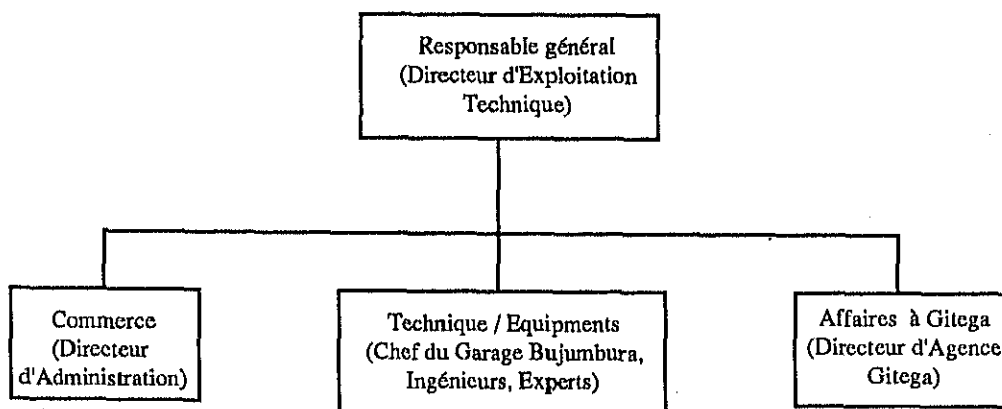 Responsable général
(Directeur d'Exploitation
Technique)
Commerce
(Directeur
d'Administration)
Technique / Equipments
(Chef du Garage Bujumbura,
Ingénieurs, Experts)
Affaires à Gitega
(Directeur d'Agence
Gitega)